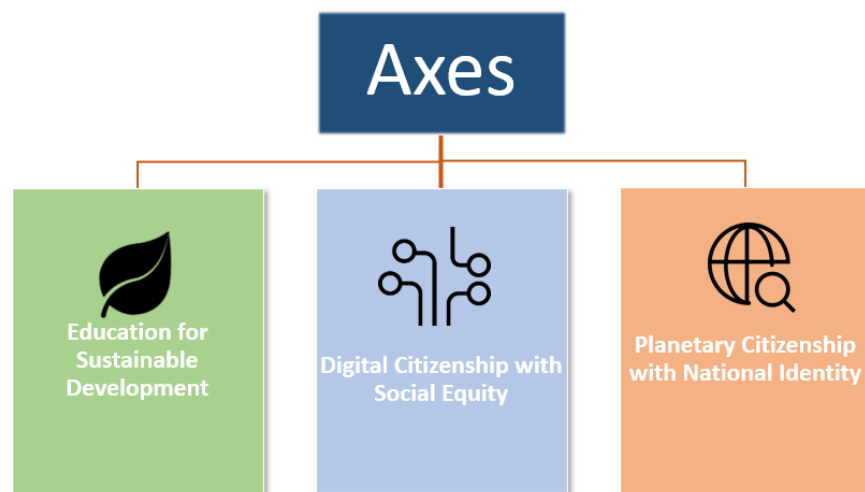 Axes
Education for
Sustainable
Development
Digital Citizenship with
Social Equity
Planetary Citizenship
with National Identity